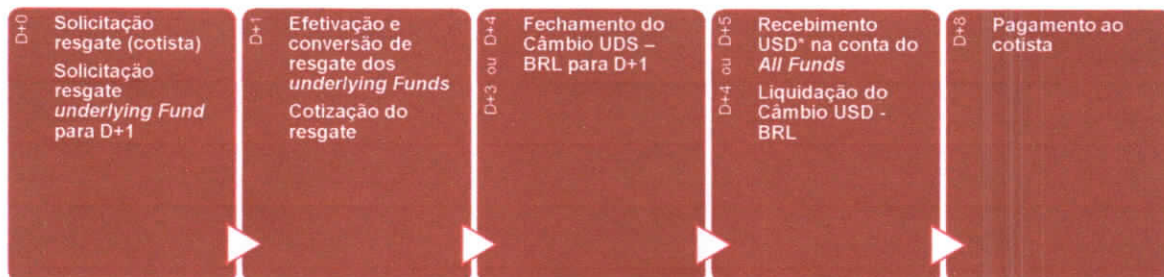 D+0
Solicitação
resgate (cotista)
Solicitação
resgate
underlying Fund
para D+1
D+1
Efetivação e
conversão de
resgate dos
underlying Funds
Cotização do
resgate
D+3 ou D+4
Fechamento do
Câmbio UDS –
BRL para D+1
D+4 ou D+5
Recebimento
USD* na conta do
All Funds
Liquidação do
Câmbio USD -
BRL
D+8
Pagamento ao
cotista